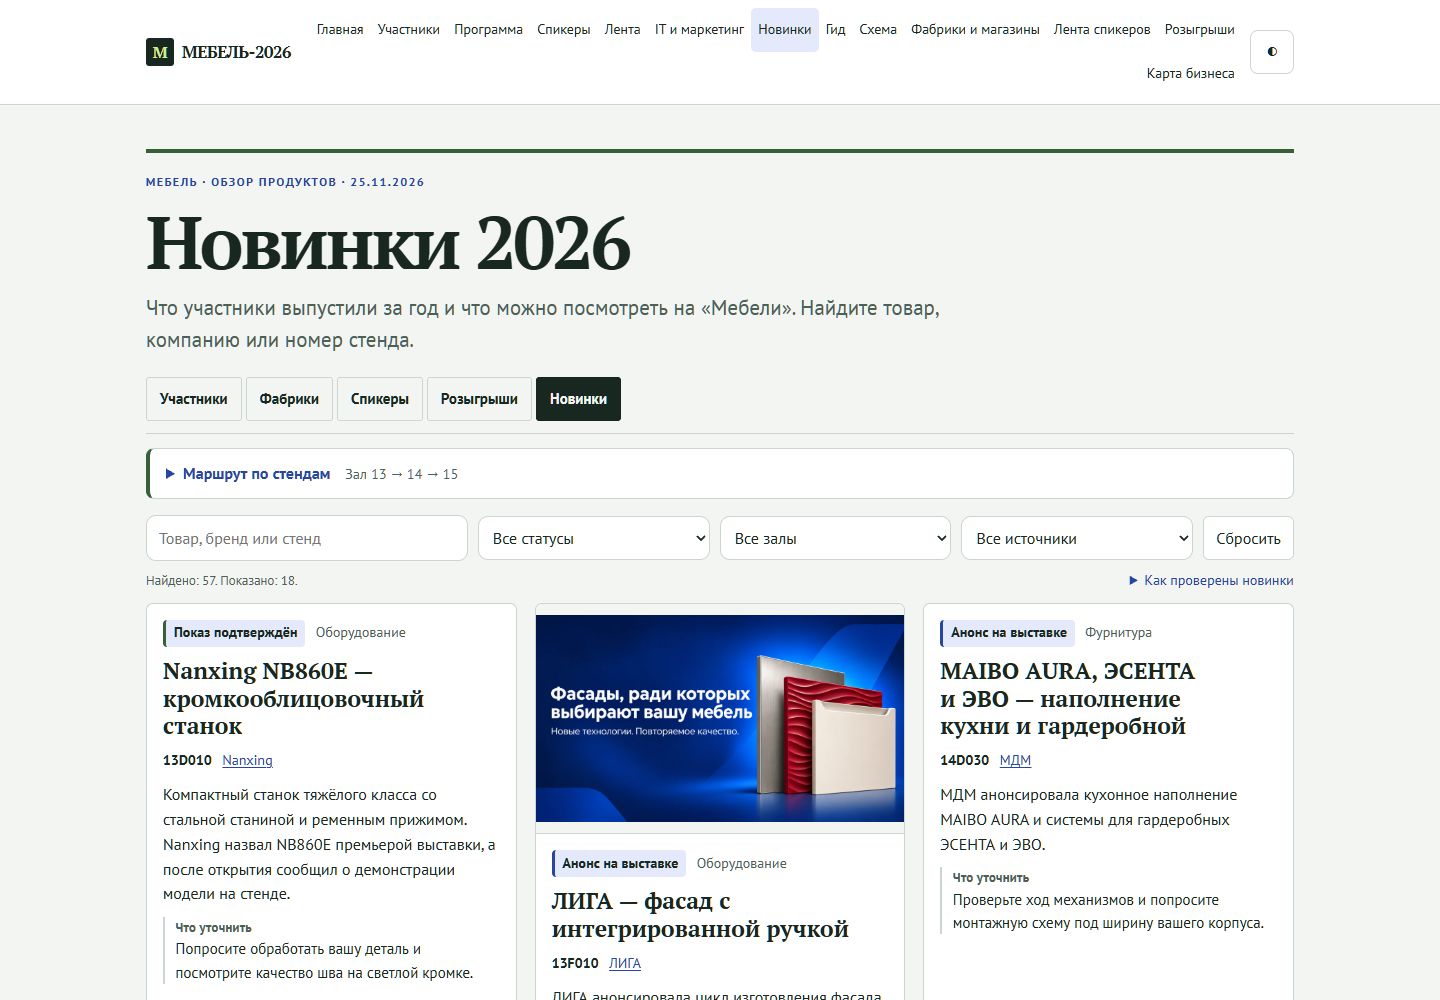 М МЕБЕЛЬ-2026
Главная Участники Программа Спикеры Лента IT и маркетинг Новинки Гид Схема Фабрики и магазины Лента спикеров Розыгрыши
Карта бизнеса
МЕБЕЛЬ · ОБЗОР ПРОДУКТОВ · 25.11.2026
Новинки 2026
Что участники выпустили за год и что можно посмотреть на «Мебели». Найдите товар,
компанию или номер стенда.
Участники Фабрики Спикеры Розыгрыши Новинки
Маршрут по стендам Зал 13 → 14 → 15
Товар, бренд или стенд Все статусы Все залы Все источники Сбросить
Найдено: 57. Показано: 18. Как проверены новинки
Показ подтверждён Оборудование
Nanxing NB860E —
кромкооблицовочный
станок
13D010 Nanxing
Компактный станок тяжёлого класса со
стальной станиной и ременным прижимом.
Nanxing назвал NB860E премьерой выставки, а
после открытия сообщил о демонстрации
модели на стенде.
Что уточнить
Попросите обработать вашу деталь и
посмотрите качество шва на светлой кромке.
Фасады, ради которых
выбирают вашу мебель
Новые технологии. Повторяемое качество.
Анонс на выставке Оборудование
ЛИГА — фасад с
интегрированной ручкой
13F010 ЛИГА
ЛИГА анонсировала цикл изготовления фасада
Анонс на выставке Фурнитура
MAIBO AURA, ЭСЕНТА
и ЭВО — наполнение
кухни и гардеробной
14D030 МДМ
МДМ анонсировала кухонное наполнение
MAIBO AURA и системы для гардеробных
ЭСЕНТА и ЭВО.
Что уточнить
Проверьте ход механизмов и попросите
монтажную схему под ширину вашего корпуса.